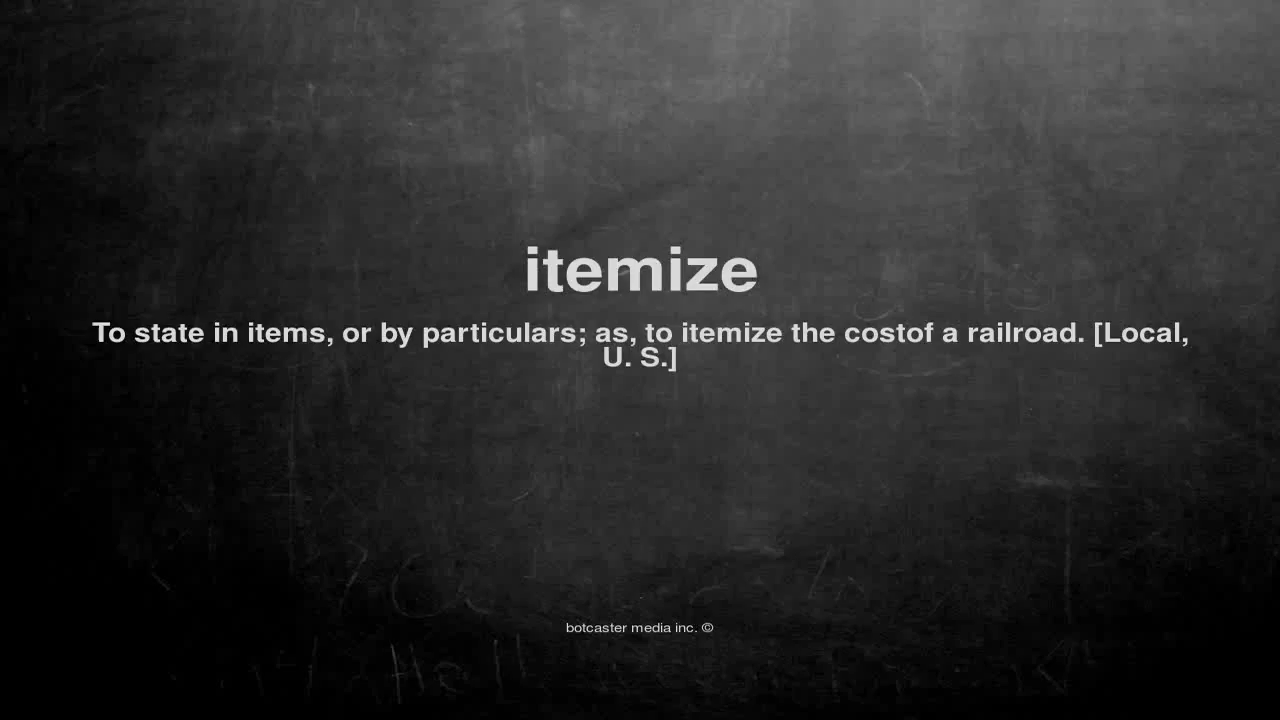 itemize
To state in items, or by particulars; as, to itemize the costof a railroad. [Local,
U. S.]
botcaster media inc. ©